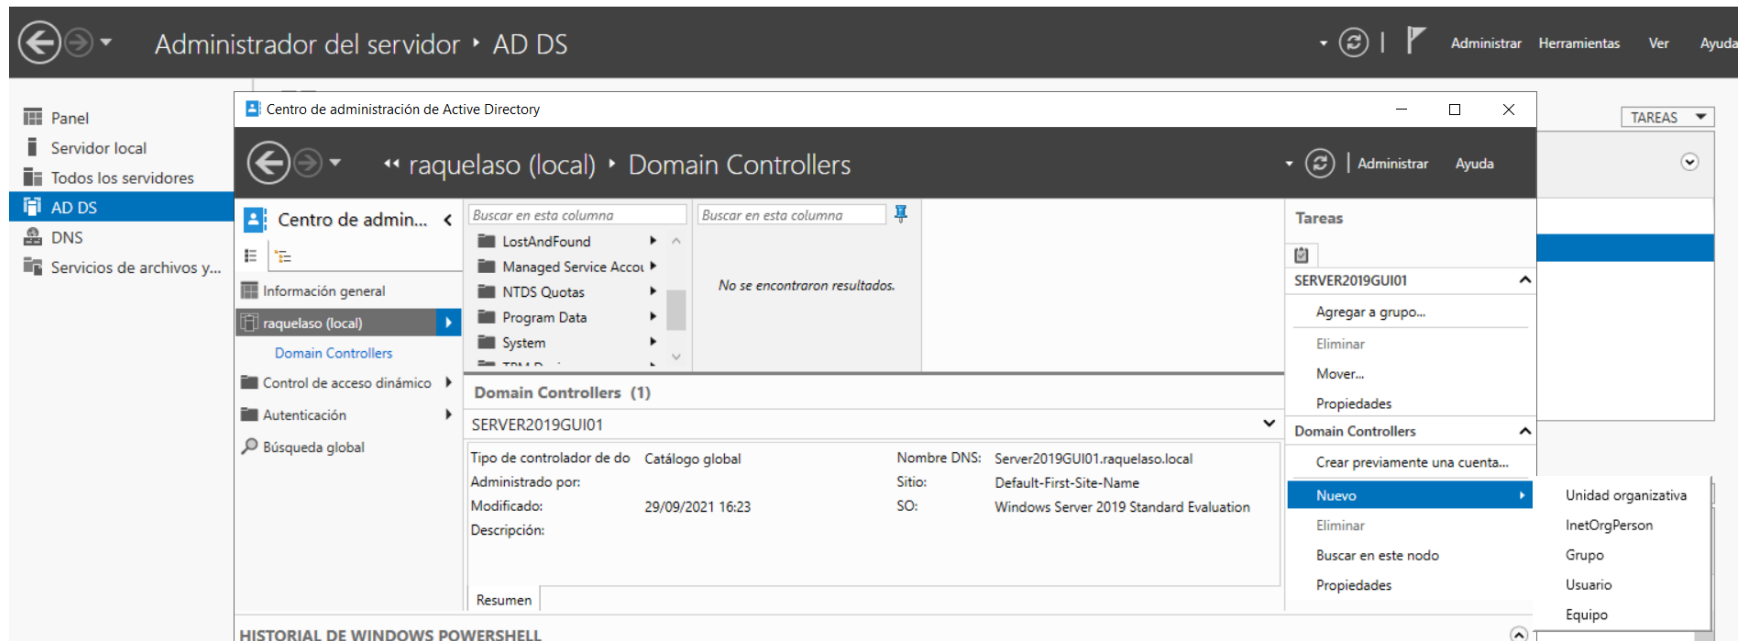 Administrador del servidor ‣ AD DS
Administrar Herramientas Ver Ayuda
Panel
Servidor local
Todos los servidores
AD DS
DNS
Servicios de archivos y...
TAREAS
Centro de administración de Active Directory
raquelaso (local) ‣ Domain Controllers
Administrar Ayuda
Centro de admin...
Información general
raquelaso (local)
Domain Controllers
Control de acceso dinámico
Autenticación
Búsqueda global
Buscar en esta columna
LostAndFound
Managed Service Accou
NTDS Quotas
Program Data
System
Buscar en esta columna
No se encontraron resultados.
Domain Controllers (1)
SERVER2019GUI01
Tipo de controlador de do Catálogo global
Administrado por:
Modificado: 29/09/2021 16:23
Descripción:
Nombre DNS: Server2019GUI01.raquelaso.local
Sitio: Default-First-Site-Name
SO: Windows Server 2019 Standard Evaluation
Resumen
HISTORIAL DE WINDOWS POWERSHELL
Tareas
SERVER2019GUI01
Agregar a grupo...
Eliminar
Mover...
Propiedades
Domain Controllers
Crear previamente una cuenta...
Nuevo
Eliminar
Buscar en este nodo
Propiedades
Unidad organizativa
InetOrgPerson
Grupo
Usuario
Equipo